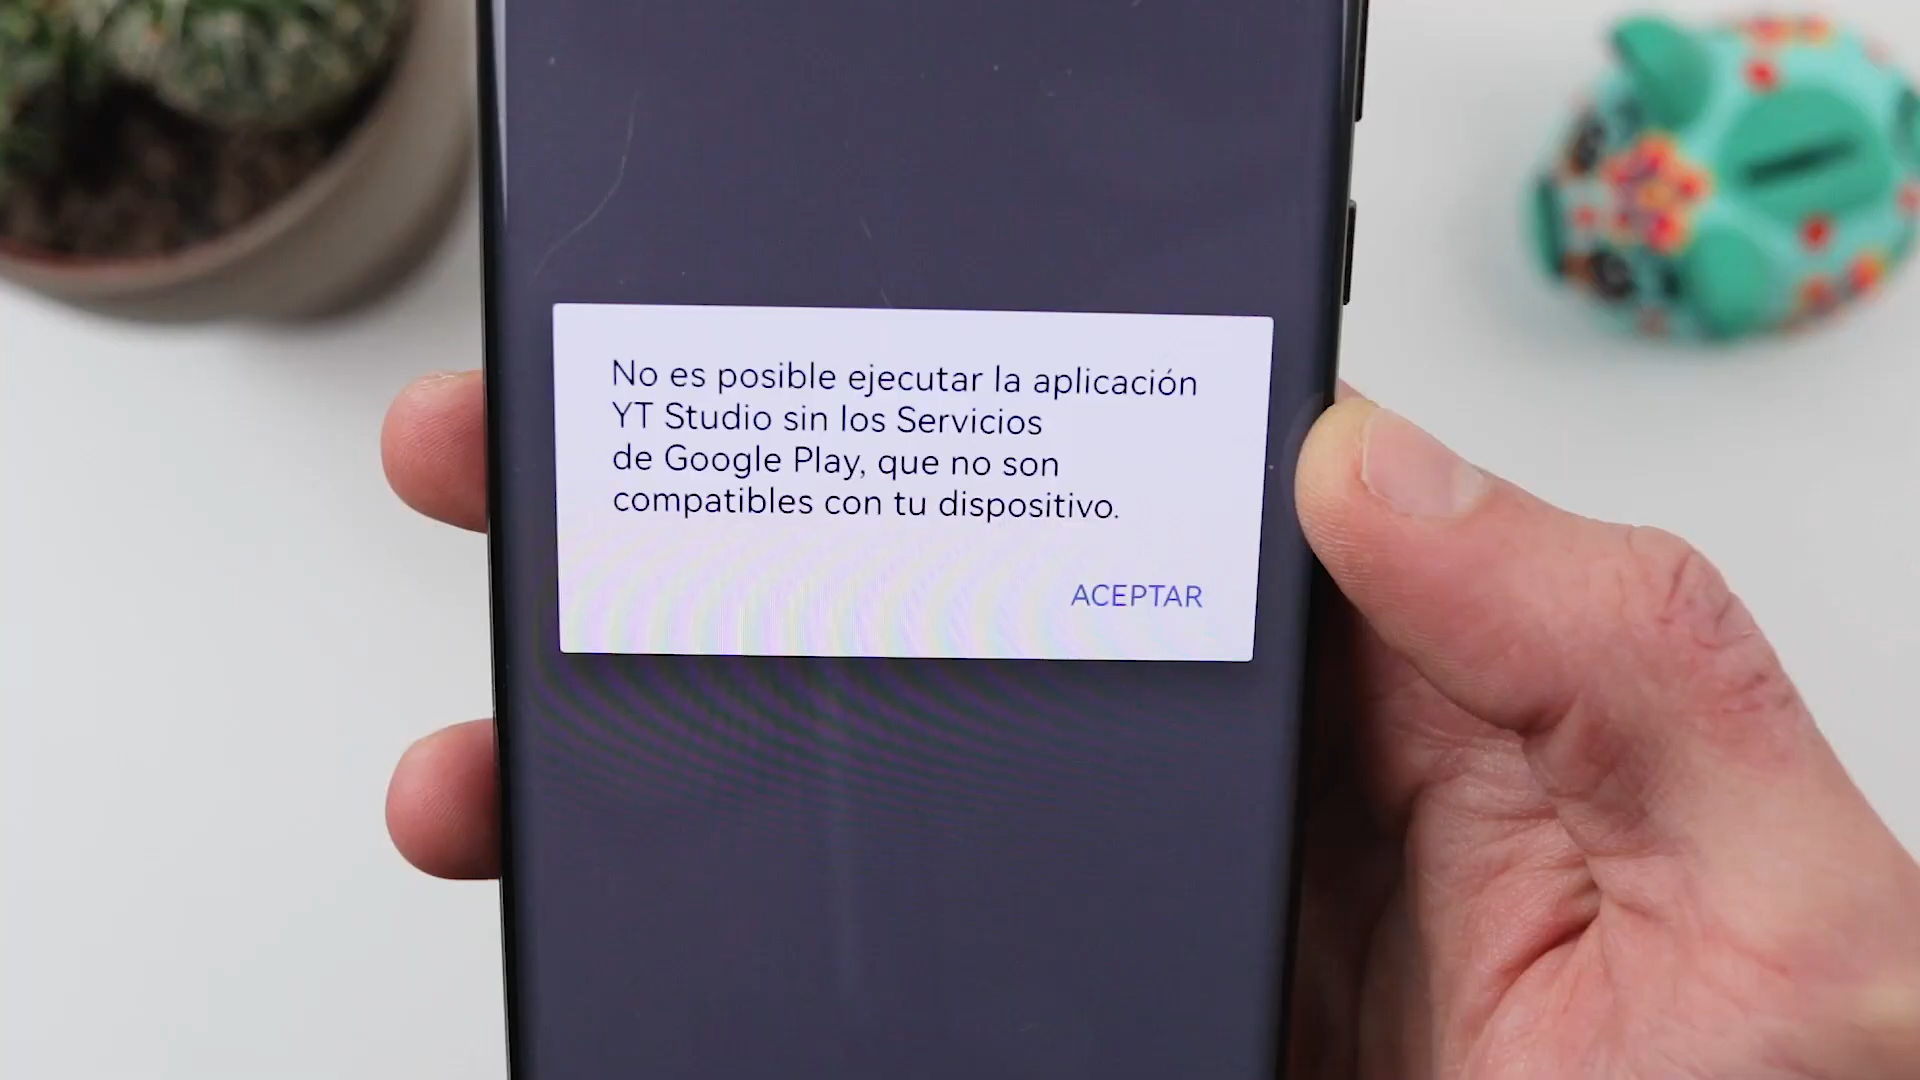 No es posible ejecutar la aplicación
YT Studio sin los Servicios
de Google Play, que no son
compatibles con tu dispositivo.
ACEPTAR